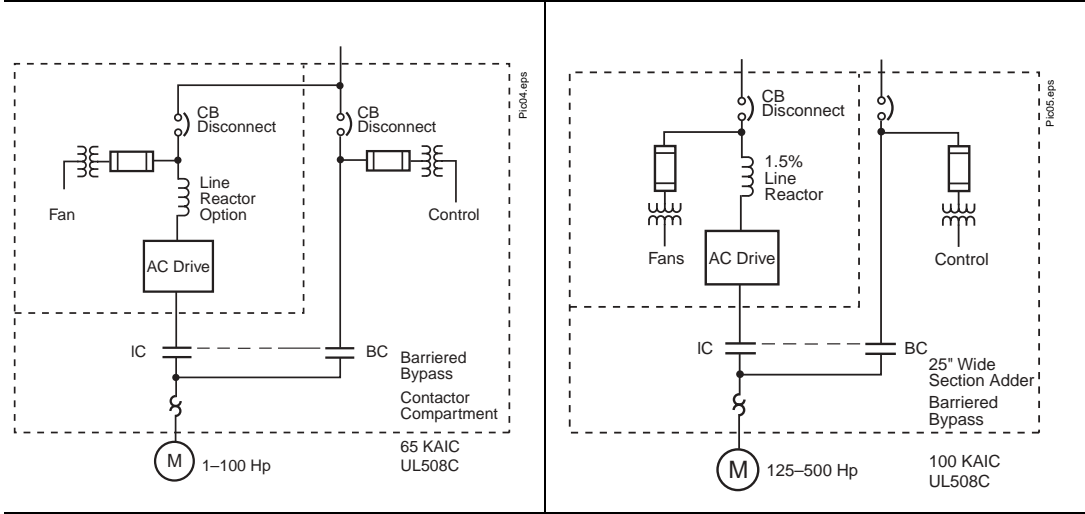 Pic04.eps
CB
Disconnect
CB
Disconnect
Fan
Line
Reactor
Option
Control
AC Drive
IC
BC
Barriered
Bypass
Contactor
Compartment
M
1–100 Hp
65 KAIC
UL508C
Pic05.eps
CB
Disconnect
1.5%
Line
Reactor
Fans
AC Drive
Control
IC
BC
25" Wide
Section Adder
Barriered
Bypass
M
125–500 Hp
100 KAIC
UL508C